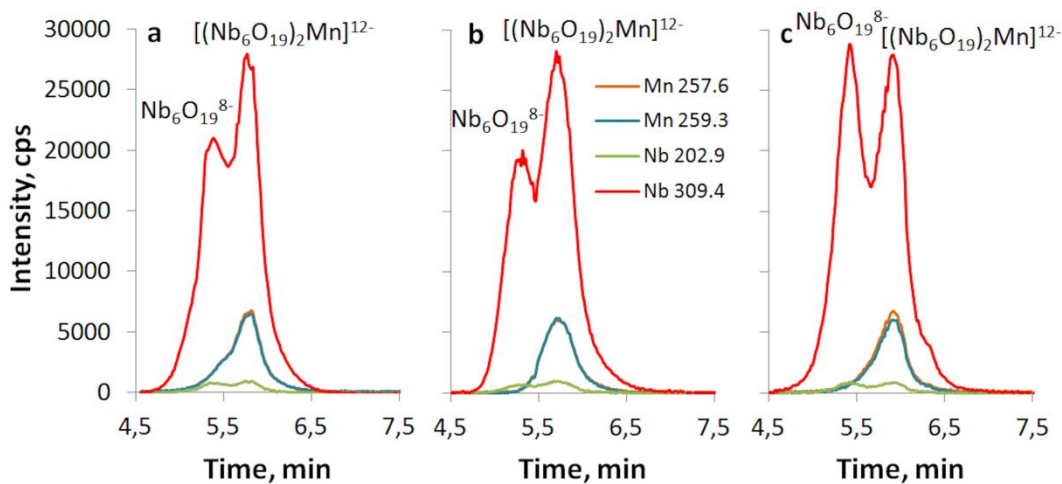 a
[(Nb₆O₁₉)₂Mn]¹²⁻
Nb₆O₁₉⁸⁻
b
[(Nb₆O₁₉)₂Mn]¹²⁻
Nb₆O₁₉⁸⁻
Mn 257.6
Mn 259.3
Nb 202.9
Nb 309.4
c
Nb₆O₁₉⁸⁻
[(Nb₆O₁₉)₂Mn]¹²⁻
Intensity, cps
30000
25000
20000
15000
10000
5000
0
4,5 5,5 6,5 7,5
4,5 5,5 6,5 7,5
4,5 5,5 6,5 7,5
Time, min
Time, min
Time, min